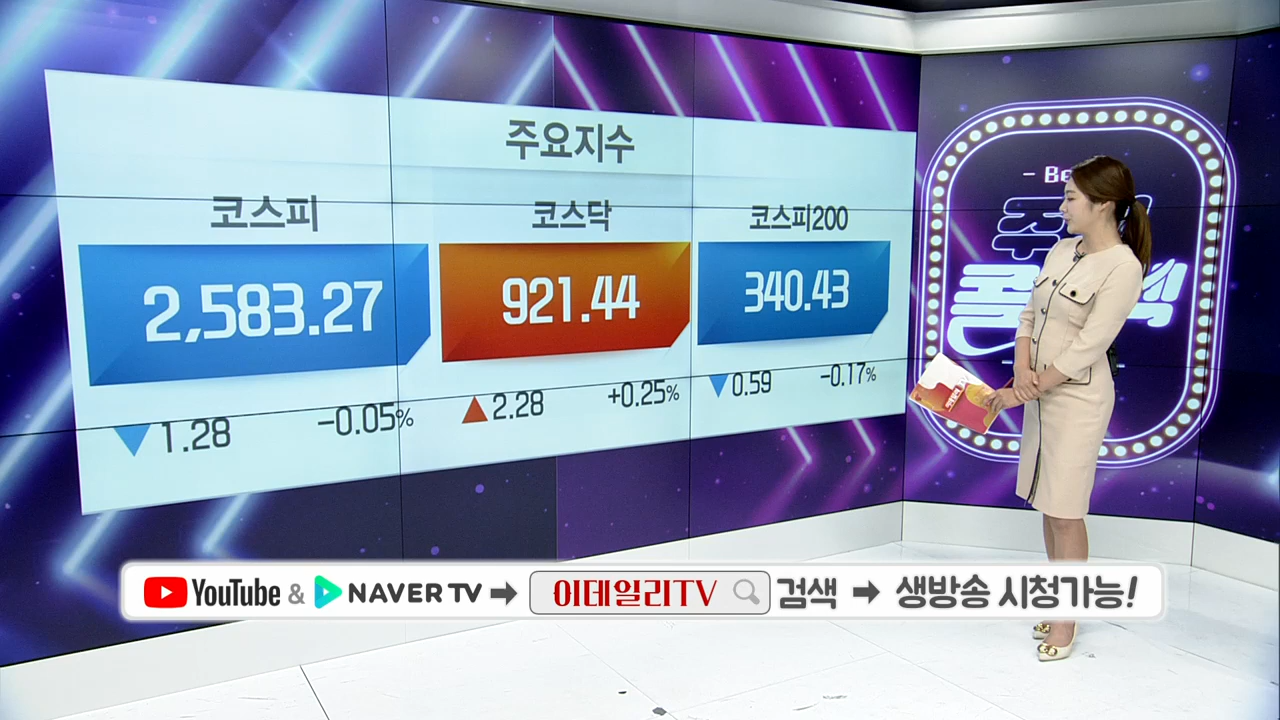 주요지수
코스피 코스닥 코스피200
2,583.27 921.44 340.43
▼1.28 -0.05% ▲2.28 +0.25% ▼0.59 -0.17%
YouTube & NAVER TV ➡ 이데일리TV 검색 ➡ 생방송 시청가능!